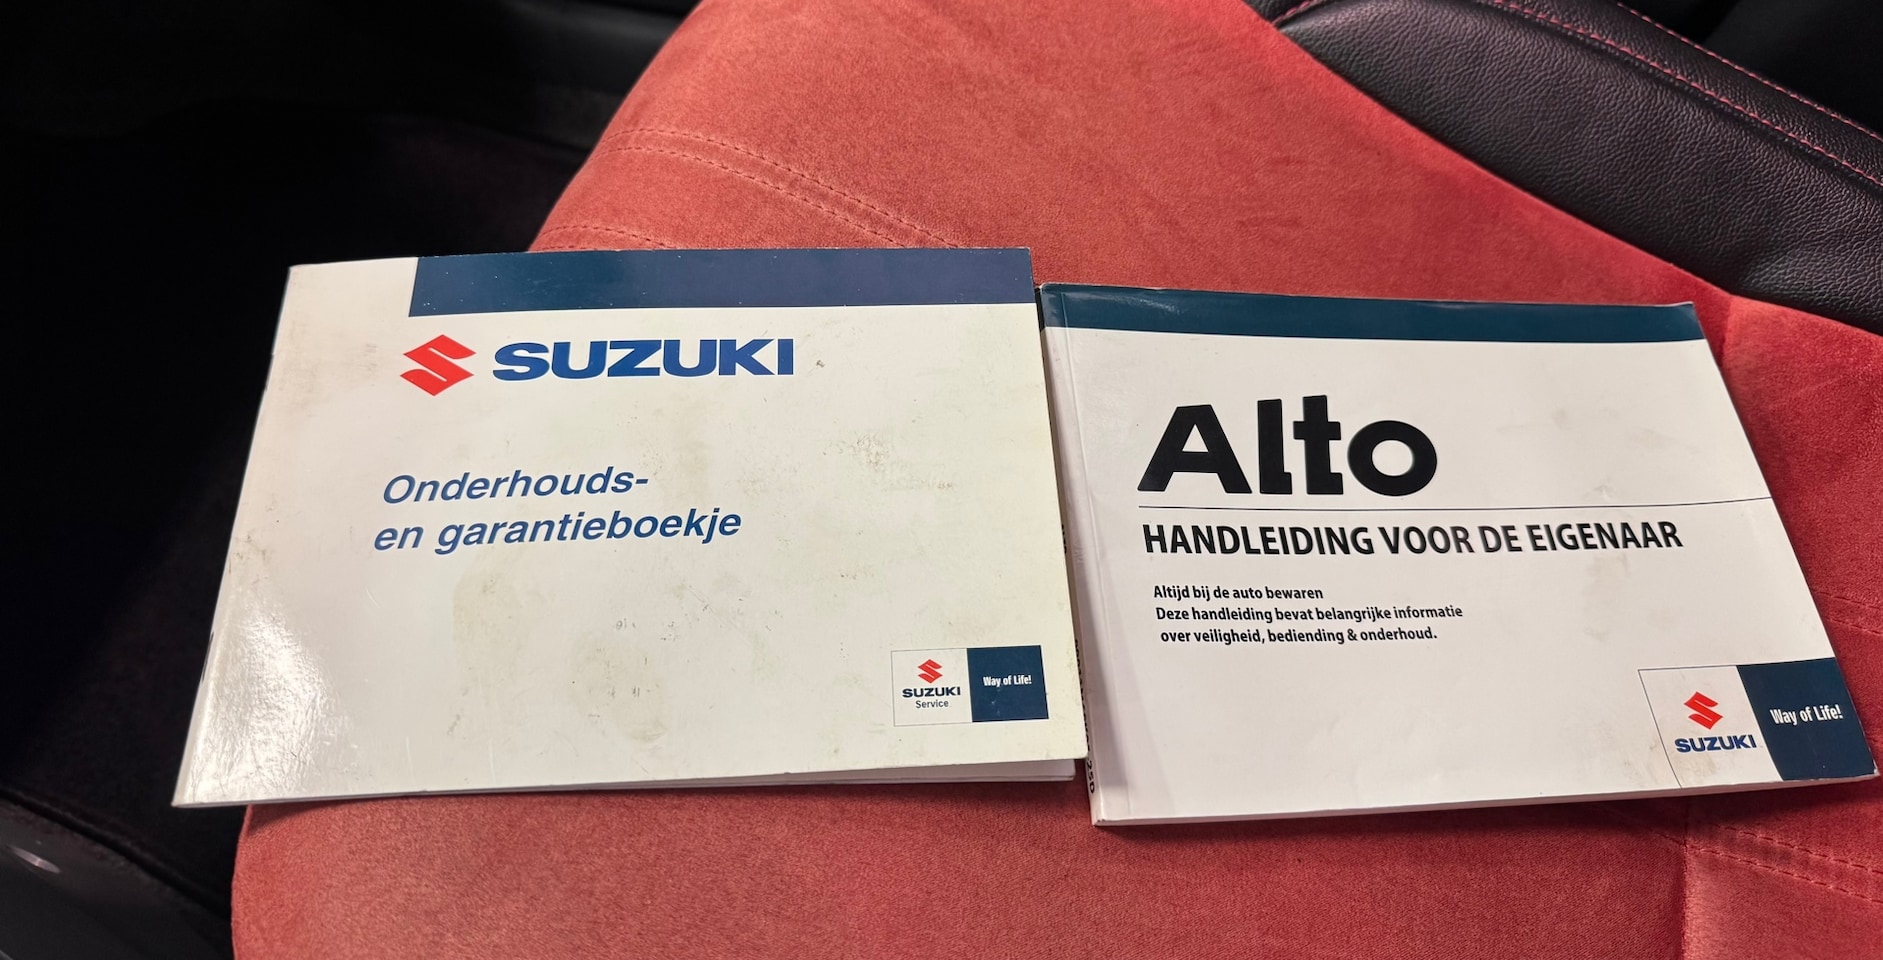 SUZUKI
Onderhouds-
en garantieboekje
SUZUKI
Service
Way of Life!
Alto
HANDLEIDING VOOR DE EIGENAAR
Altijd bij de auto bewaren
Deze handleiding bevat belangrijke informatie
over veiligheid, bediending & onderhoud.
SUZUKI
Way of Life!